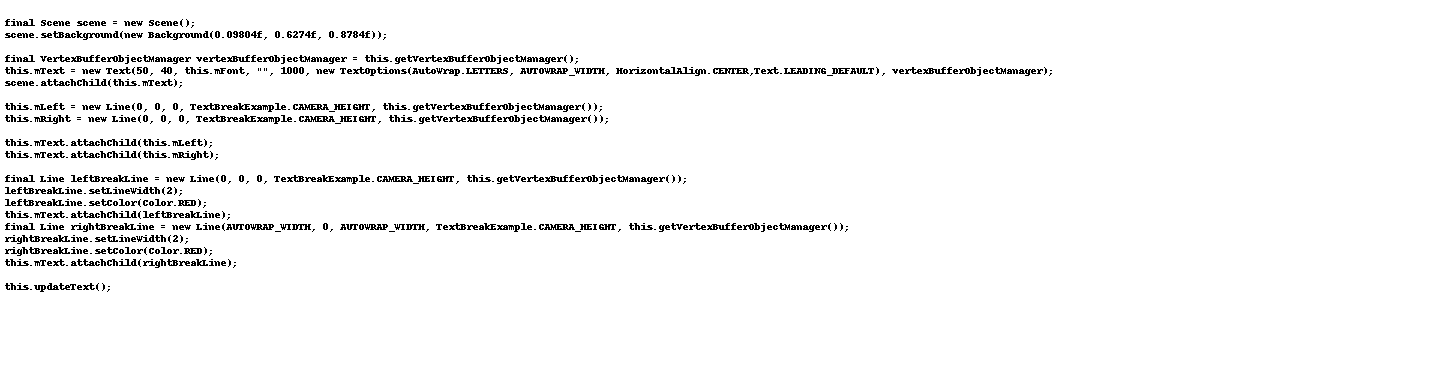 final Scene scene = new Scene();
scene.setBackground(new Background(0.09804f, 0.6274f, 0.8784f));
final VertexBufferObjectManager vertexBufferObjectManager = this.getVertexBufferObjectManager();
this.mText = new Text(50, 40, this.mFont, "", 1000, new TextOptions(AutoWrap.LETTERS, AUTOWRAP_WIDTH, HorizontalAlign.CENTER,Text.LEADING_DEFAULT), vertexBufferObjectManager);
scene.attachChild(this.mText);
this.mLeft = new Line(0, 0, 0, TextBreakExample.CAMERA_HEIGHT, this.getVertexBufferObjectManager());
this.mRight = new Line(0, 0, 0, TextBreakExample.CAMERA_HEIGHT, this.getVertexBufferObjectManager());
this.mText.attachChild(this.mLeft);
this.mText.attachChild(this.mRight);
final Line leftBreakLine = new Line(0, 0, 0, TextBreakExample.CAMERA_HEIGHT, this.getVertexBufferObjectManager());
leftBreakLine.setLineWidth(2);
leftBreakLine.setColor(Color.RED);
this.mText.attachChild(leftBreakLine);
final Line rightBreakLine = new Line(AUTOWRAP_WIDTH, 0, AUTOWRAP_WIDTH, TextBreakExample.CAMERA_HEIGHT, this.getVertexBufferObjectManager());
rightBreakLine.setLineWidth(2);
rightBreakLine.setColor(Color.RED);
this.mText.attachChild(rightBreakLine);
this.updateText();